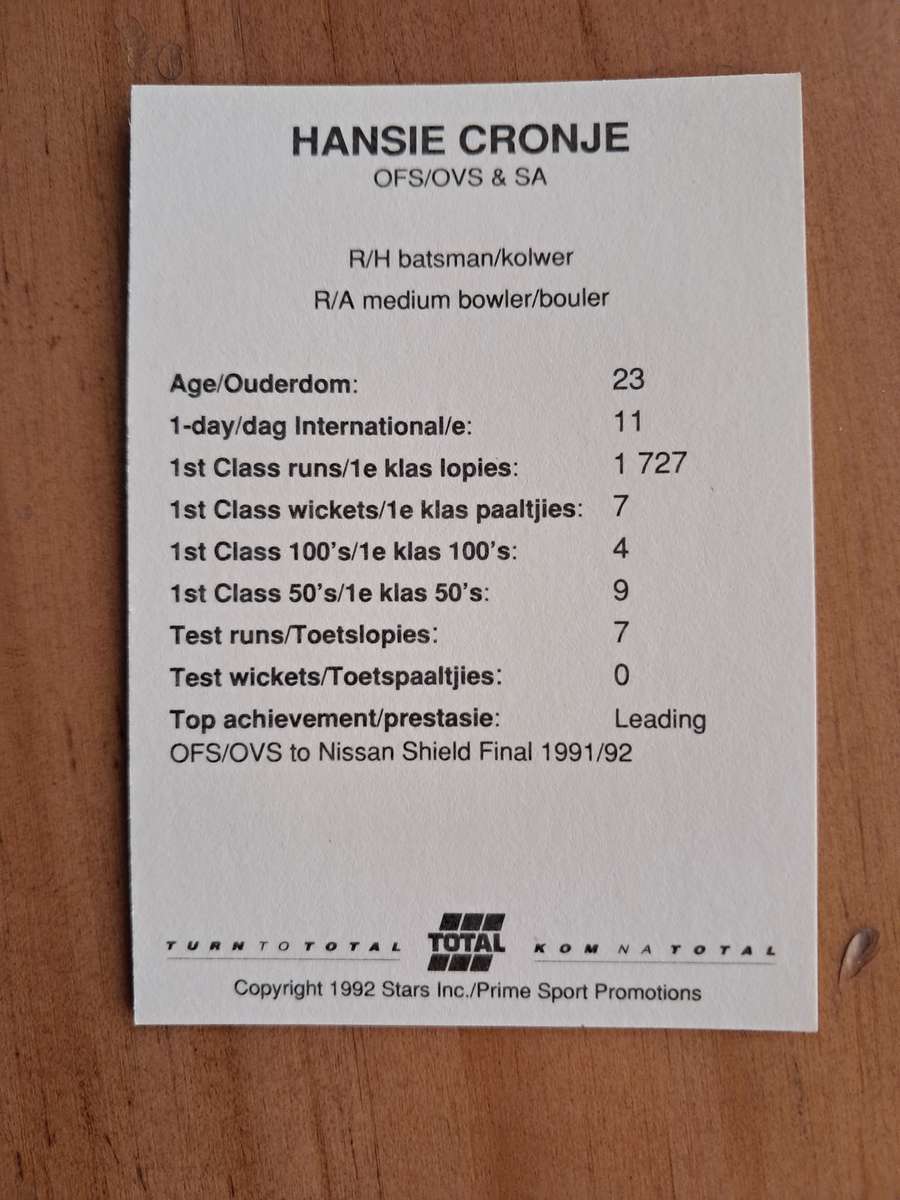 HANSIE CRONJE
OFS/OVS & SA
R/H batsman/kolwer
R/A medium bowler/bouler
Age/Ouderdom: 23
1-day/dag International/e: 11
1st Class runs/1e klas lopies: 1 727
1st Class wickets/1e klas paaltjies: 7
1st Class 100's/1e klas 100's: 4
1st Class 50's/1e klas 50's: 9
Test runs/Toetslopies: 7
Test wickets/Toetspaaltjies: 0
Top achievement/prestasie: Leading
OFS/OVS to Nissan Shield Final 1991/92
TURN TO TOTAL TOTAL KOM NA TOTAL
Copyright 1992 Stars Inc./Prime Sport Promotions